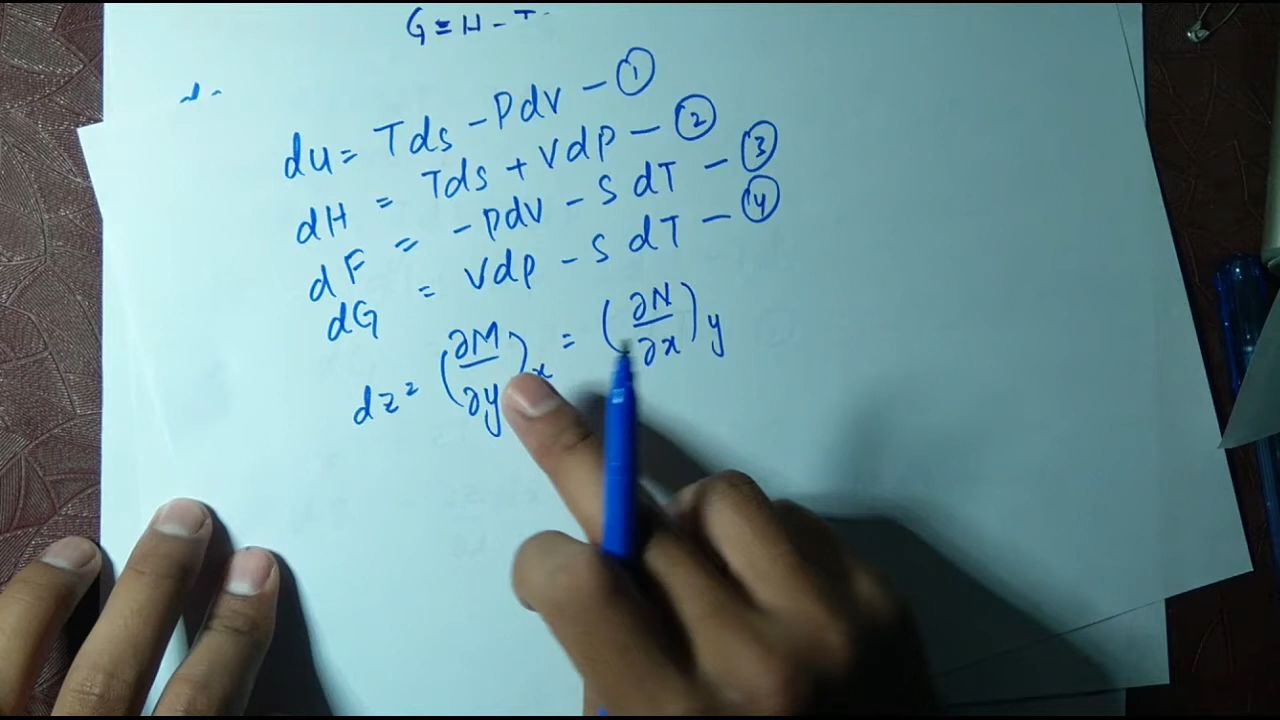 G = H - T
du = Tds - Pdv - ①
dH = Tds + Vdp - ②
dF = -Pdv - S dT - ③
dG = Vdp - S dT - ④
dz = (∂M/∂y)x = (∂N/∂x)y